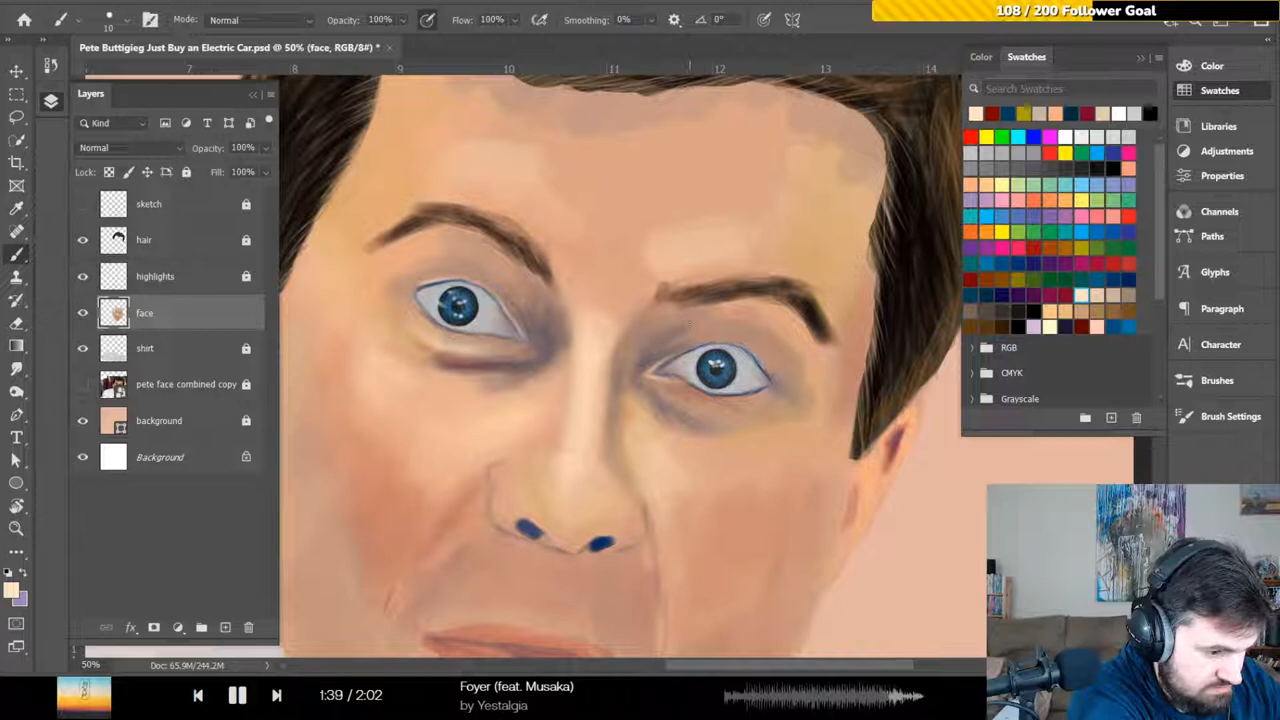 Mode: Normal Opacity: 100% Flow: 100% Smoothing: 0% 0°
10
108 / 200 Follower Goal
Pete Buttigieg Just Buy an Electric Car.psd @ 50% (face, RGB/8#) *
7 8 9 10 11 12 13 14
Layers
Kind
Normal Opacity: 100%
Lock: Fill: 100%
sketch
hair
highlights
face
shirt
pete face combined copy
background
Background
Color Swatches
Search Swatches
RGB
CMYK
Grayscale
Color
Swatches
Libraries
Adjustments
Properties
Channels
Paths
Glyphs
Paragraph
Character
Brushes
Brush Settings
1
50% Doc: 65.9M/244.2M
1:39 / 2:02
Foyer (feat. Musaka)
by Yestalgia